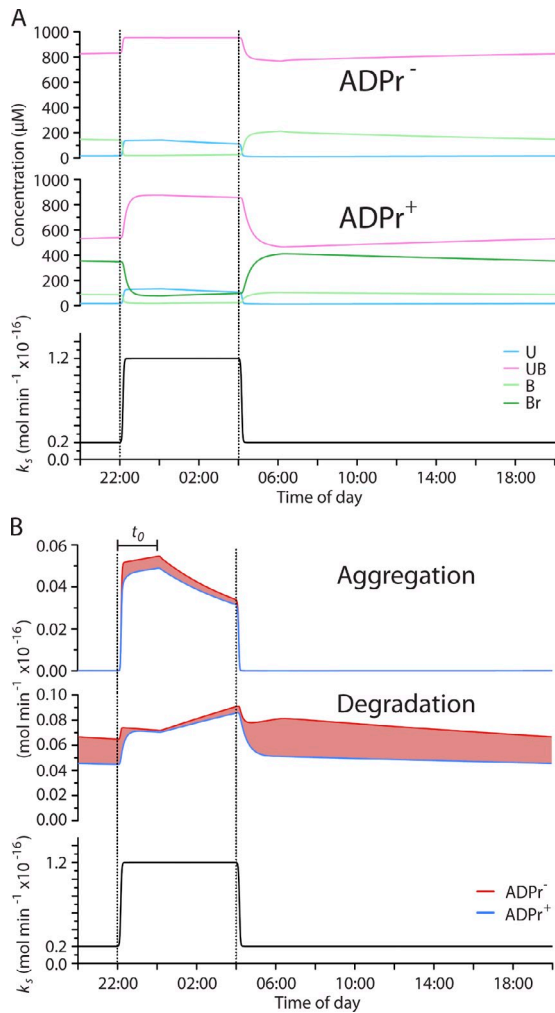 A
1000
800
600
400
200
0
ADPr⁻
Concentration (µM)
1000
800
600
400
200
0
ADPr⁺
1.2
0.2
0.0
kₛ (mol min⁻¹ x10⁻¹⁶)
U
UB
B
Br
22:00 02:00 06:00 10:00 14:00 18:00
Time of day
B
t₀
0.06
0.04
0.02
0.00
Aggregation
(mol min⁻¹ x10⁻¹⁶)
0.10
0.08
0.06
0.04
0.02
0.00
Degradation
1.2
0.2
0.0
kₛ (mol min⁻¹ x10⁻¹⁶)
ADPr⁻
ADPr⁺
22:00 02:00 06:00 10:00 14:00 18:00
Time of day